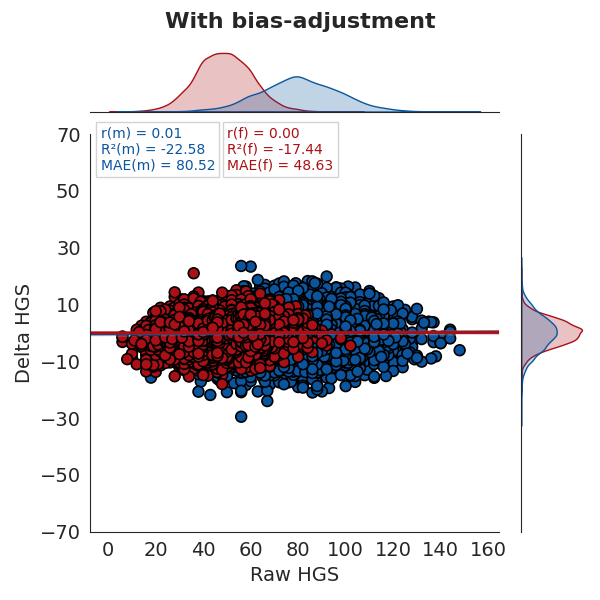 With bias-adjustment
r(m) = 0.01
R²(m) = -22.58
MAE(m) = 80.52
r(f) = 0.00
R²(f) = -17.44
MAE(f) = 48.63
70
50
30
10
−10
−30
−50
−70
Delta HGS
0 20 40 60 80 100 120 140 160
Raw HGS